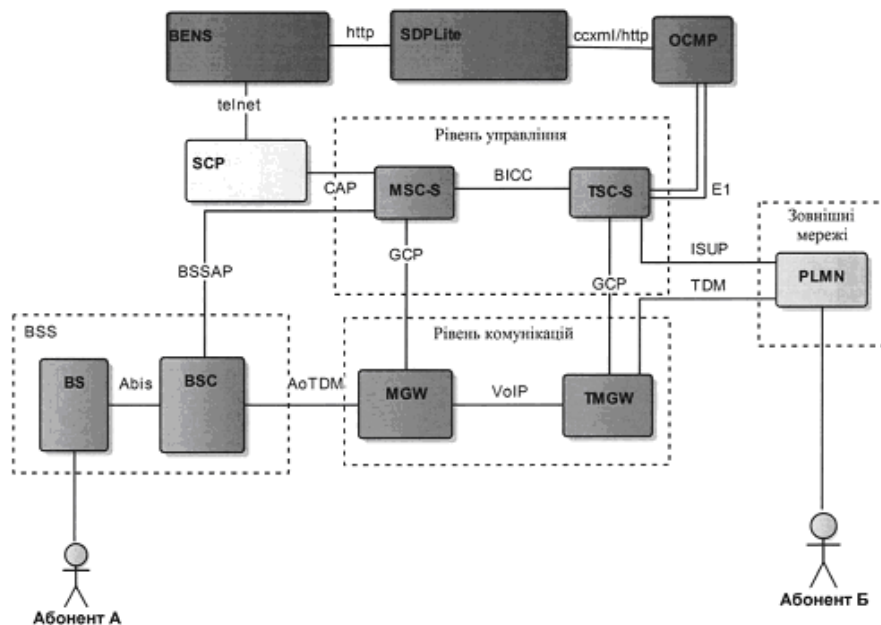 BENS
http
SDPLite
ccxml/http
OCMP
telnet
Рівень управління
SCP
CAP
MSC-S
BICC
TSC-S
E1
Зовнішні
мережі
BSSAP
GCP
GCP
ISUP
PLMN
TDM
BSS
Рівень комунікацій
BS
Abis
BSC
AoTDM
MGW
VoIP
TMGW
Абонент А
Абонент Б